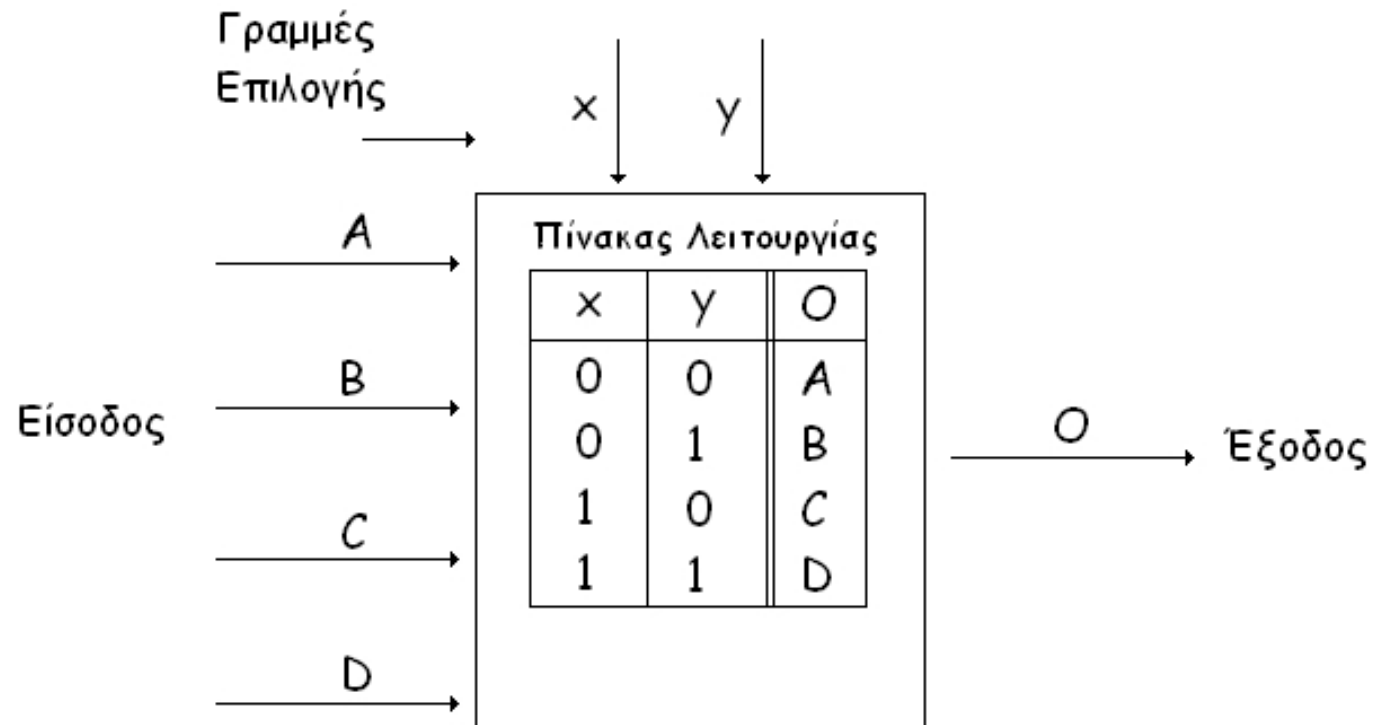 Γραμμές
Επιλογής
x y
A
Πίνακας Λειτουργίας
x y O
0 0 A
0 1 B
1 0 C
1 1 D
B
Είσοδος
C
D
O
Έξοδος